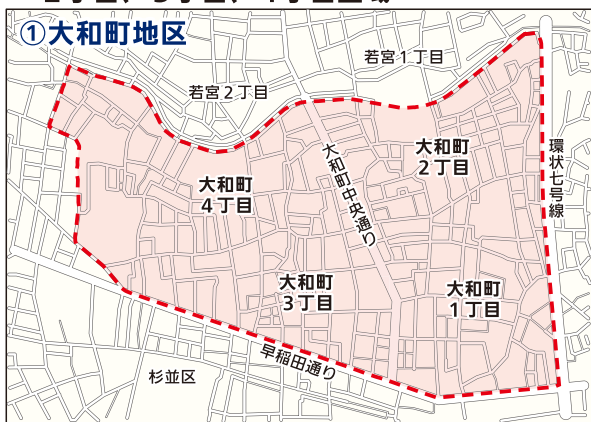 ①大和町地区
若宮1丁目
若宮2丁目
大和町
2丁目
環状七号線
大和町中央通り
大和町
4丁目
大和町
3丁目
大和町
1丁目
早稲田通り
杉並区